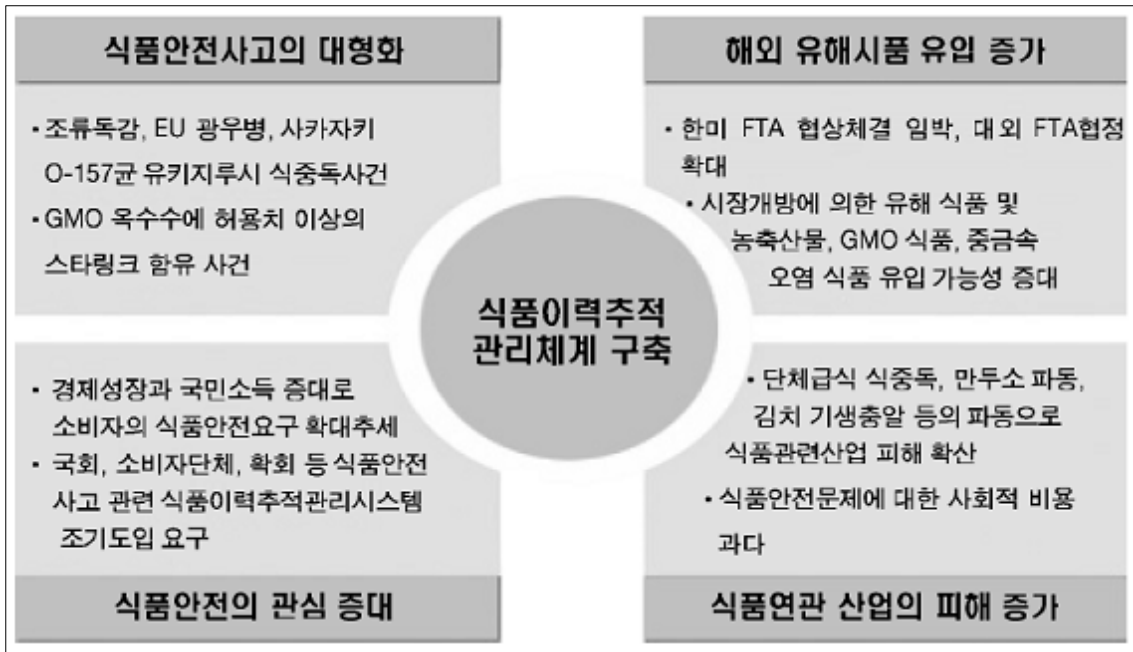 식품안전사고의 대형화
• 조류독감, EU 광우병, 사카자키
O-157균 유키지루시 식중독사건
• GMO 옥수수에 허용치 이상의
스타링크 함유 사건
해외 유해시품 유입 증가
• 한미 FTA 협상체결 임박, 대외 FTA협정
확대
• 시장개방에 의한 유해 식품 및
농축산물, GMO 식품, 중금속
오염 식품 유입 가능성 증대
식품이력추적
관리체계 구축
• 경제성장과 국민소득 증대로
소비자의 식품안전요구 확대추세
• 국회, 소비자단체, 확회 등 식품안전
사고 관련 식품이력추적관리시스템
조기도입 요구
식품안전의 관심 증대
• 단체급식 식중독, 만두소 파동,
김치 기생충알 등의 파동으로
식품관련산업 피해 확산
• 식품안전문제에 대한 사회적 비용
과다
식품연관 산업의 피해 증가